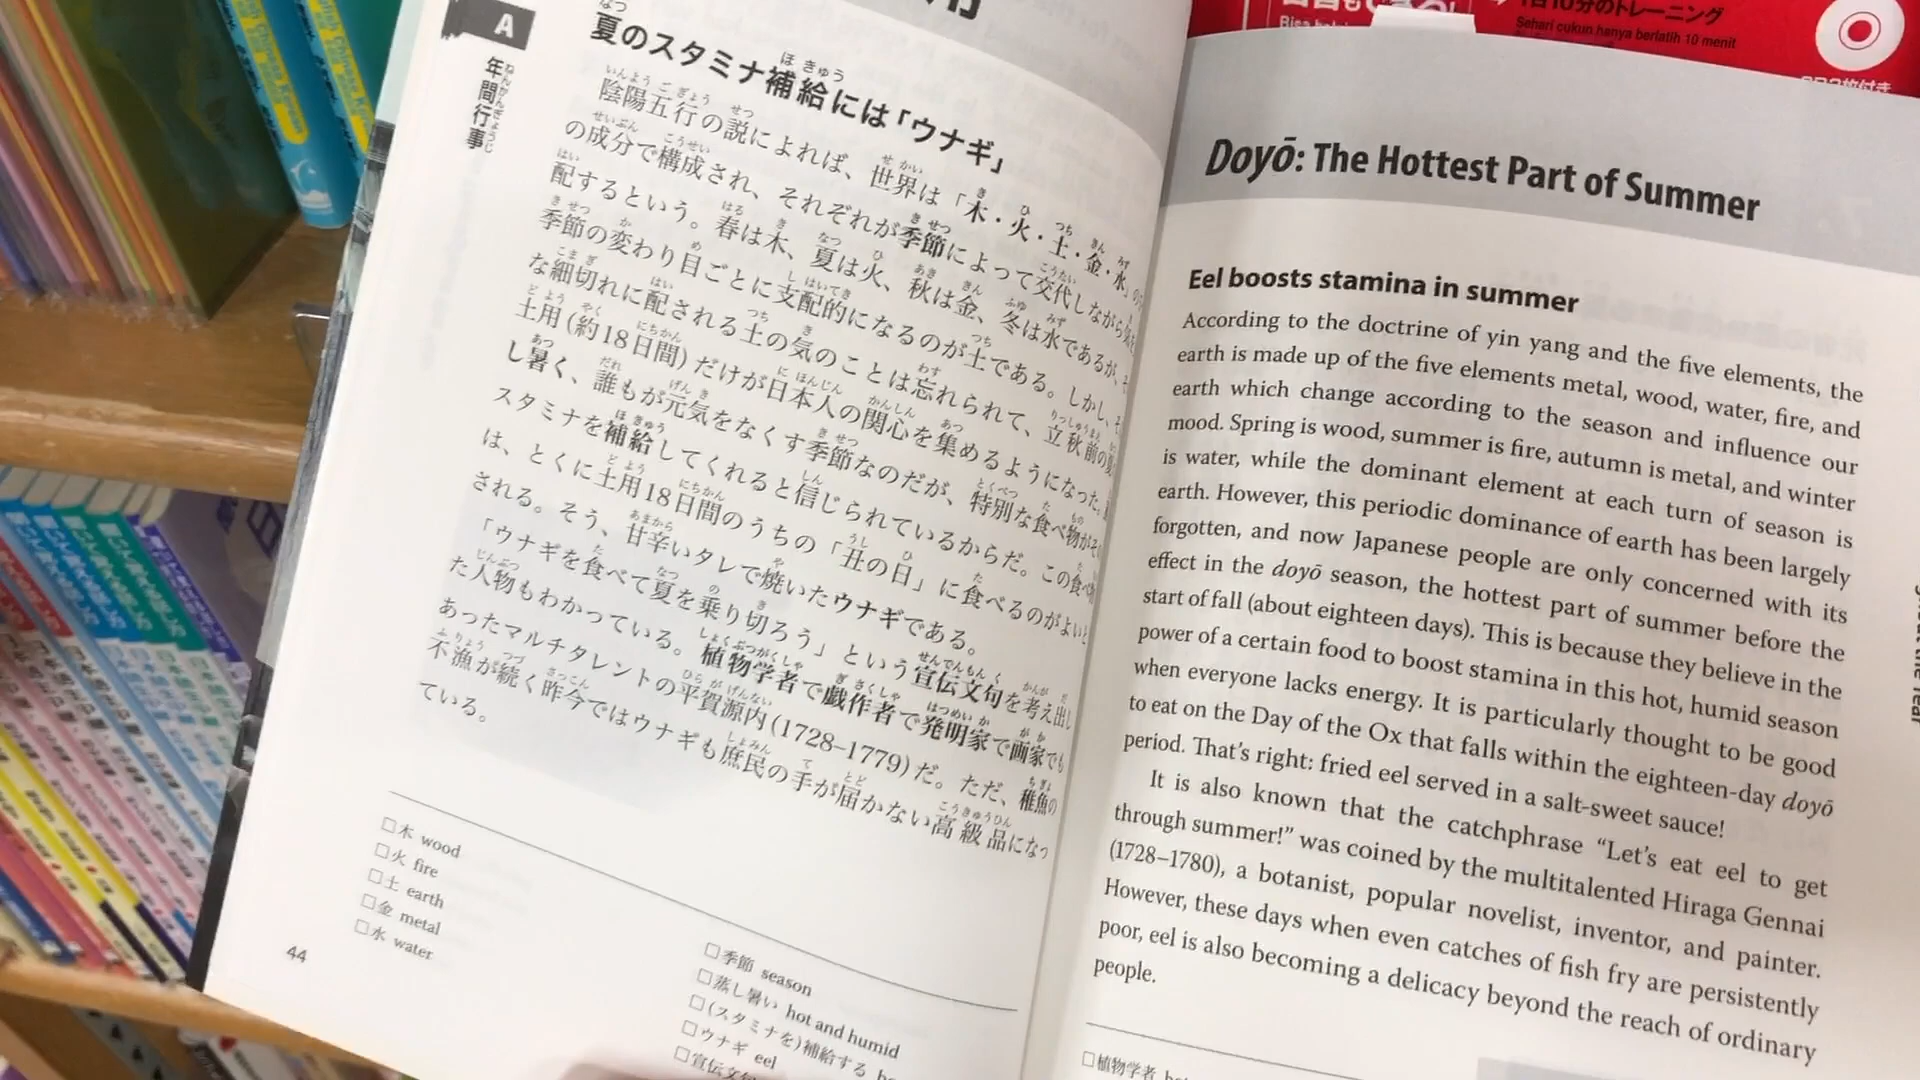 A
年間行事
夏のスタミナ補給には「ウナギ」
陰陽五行の説によれば、世界は「木・火・土・金・水」の
の成分で構成され、それぞれが季節によって交代しながら
配するという。春は木、夏は火、秋は金、冬は水であるが、
季節の変わり目ごとに支配的になるのが土である。しかし、
な細切れに配される土の気のことは忘れられて、立秋前の
土用(約18日間)だけが日本人の関心を集めるようになった。
し暑く、誰もが元気をなくす季節なのだが、特別な食べ物が
スタミナを補給してくれると信じられているからだ。この食べ物
は、とくに土用18日間のうちの「丑の日」に食べるのがよいと
される。そう、甘辛いタレで焼いたウナギである。
「ウナギを食べて夏を乗り切ろう」という宣伝文句を考え出し
た人物もわかっている。植物学者で戯作者で発明家で画家でも
あったマルチタレントの平賀源内(1728–1779)だ。ただ、稚魚の
不漁が続く昨今ではウナギも庶民の手が届かない高級品になっ
ている。
□木 wood
□火 fire
□土 earth
□金 metal
□水 water
□季節 season
□蒸し暑い hot and humid
□(スタミナを)補給する
□ウナギ eel
□宣伝文句
44
1日10分のトレーニング
Sehari cukun hanya berlatih 10 menit
Doyō: The Hottest Part of Summer
Eel boosts stamina in summer
According to the doctrine of yin yang and the five elements, the
earth is made up of the five elements metal, wood, water, fire, and
earth which change according to the season and influence our
mood. Spring is wood, summer is fire, autumn is metal, and winter
is water, while the dominant element at each turn of season is
earth. However, this periodic dominance of earth has been largely
forgotten, and now Japanese people are only concerned with its
effect in the doyō season, the hottest part of summer before the
start of fall (about eighteen days). This is because they believe in the
power of a certain food to boost stamina in this hot, humid season
when everyone lacks energy. It is particularly thought to be good
to eat on the Day of the Ox that falls within the eighteen-day doyō
period. That's right: fried eel served in a salt-sweet sauce!
It is also known that the catchphrase “Let's eat eel to get
through summer!” was coined by the multitalented Hiraga Gennai
(1728–1780), a botanist, popular novelist, inventor, and painter.
However, these days when even catches of fish fry are persistently
poor, eel is also becoming a delicacy beyond the reach of ordinary
people.
□植物学者